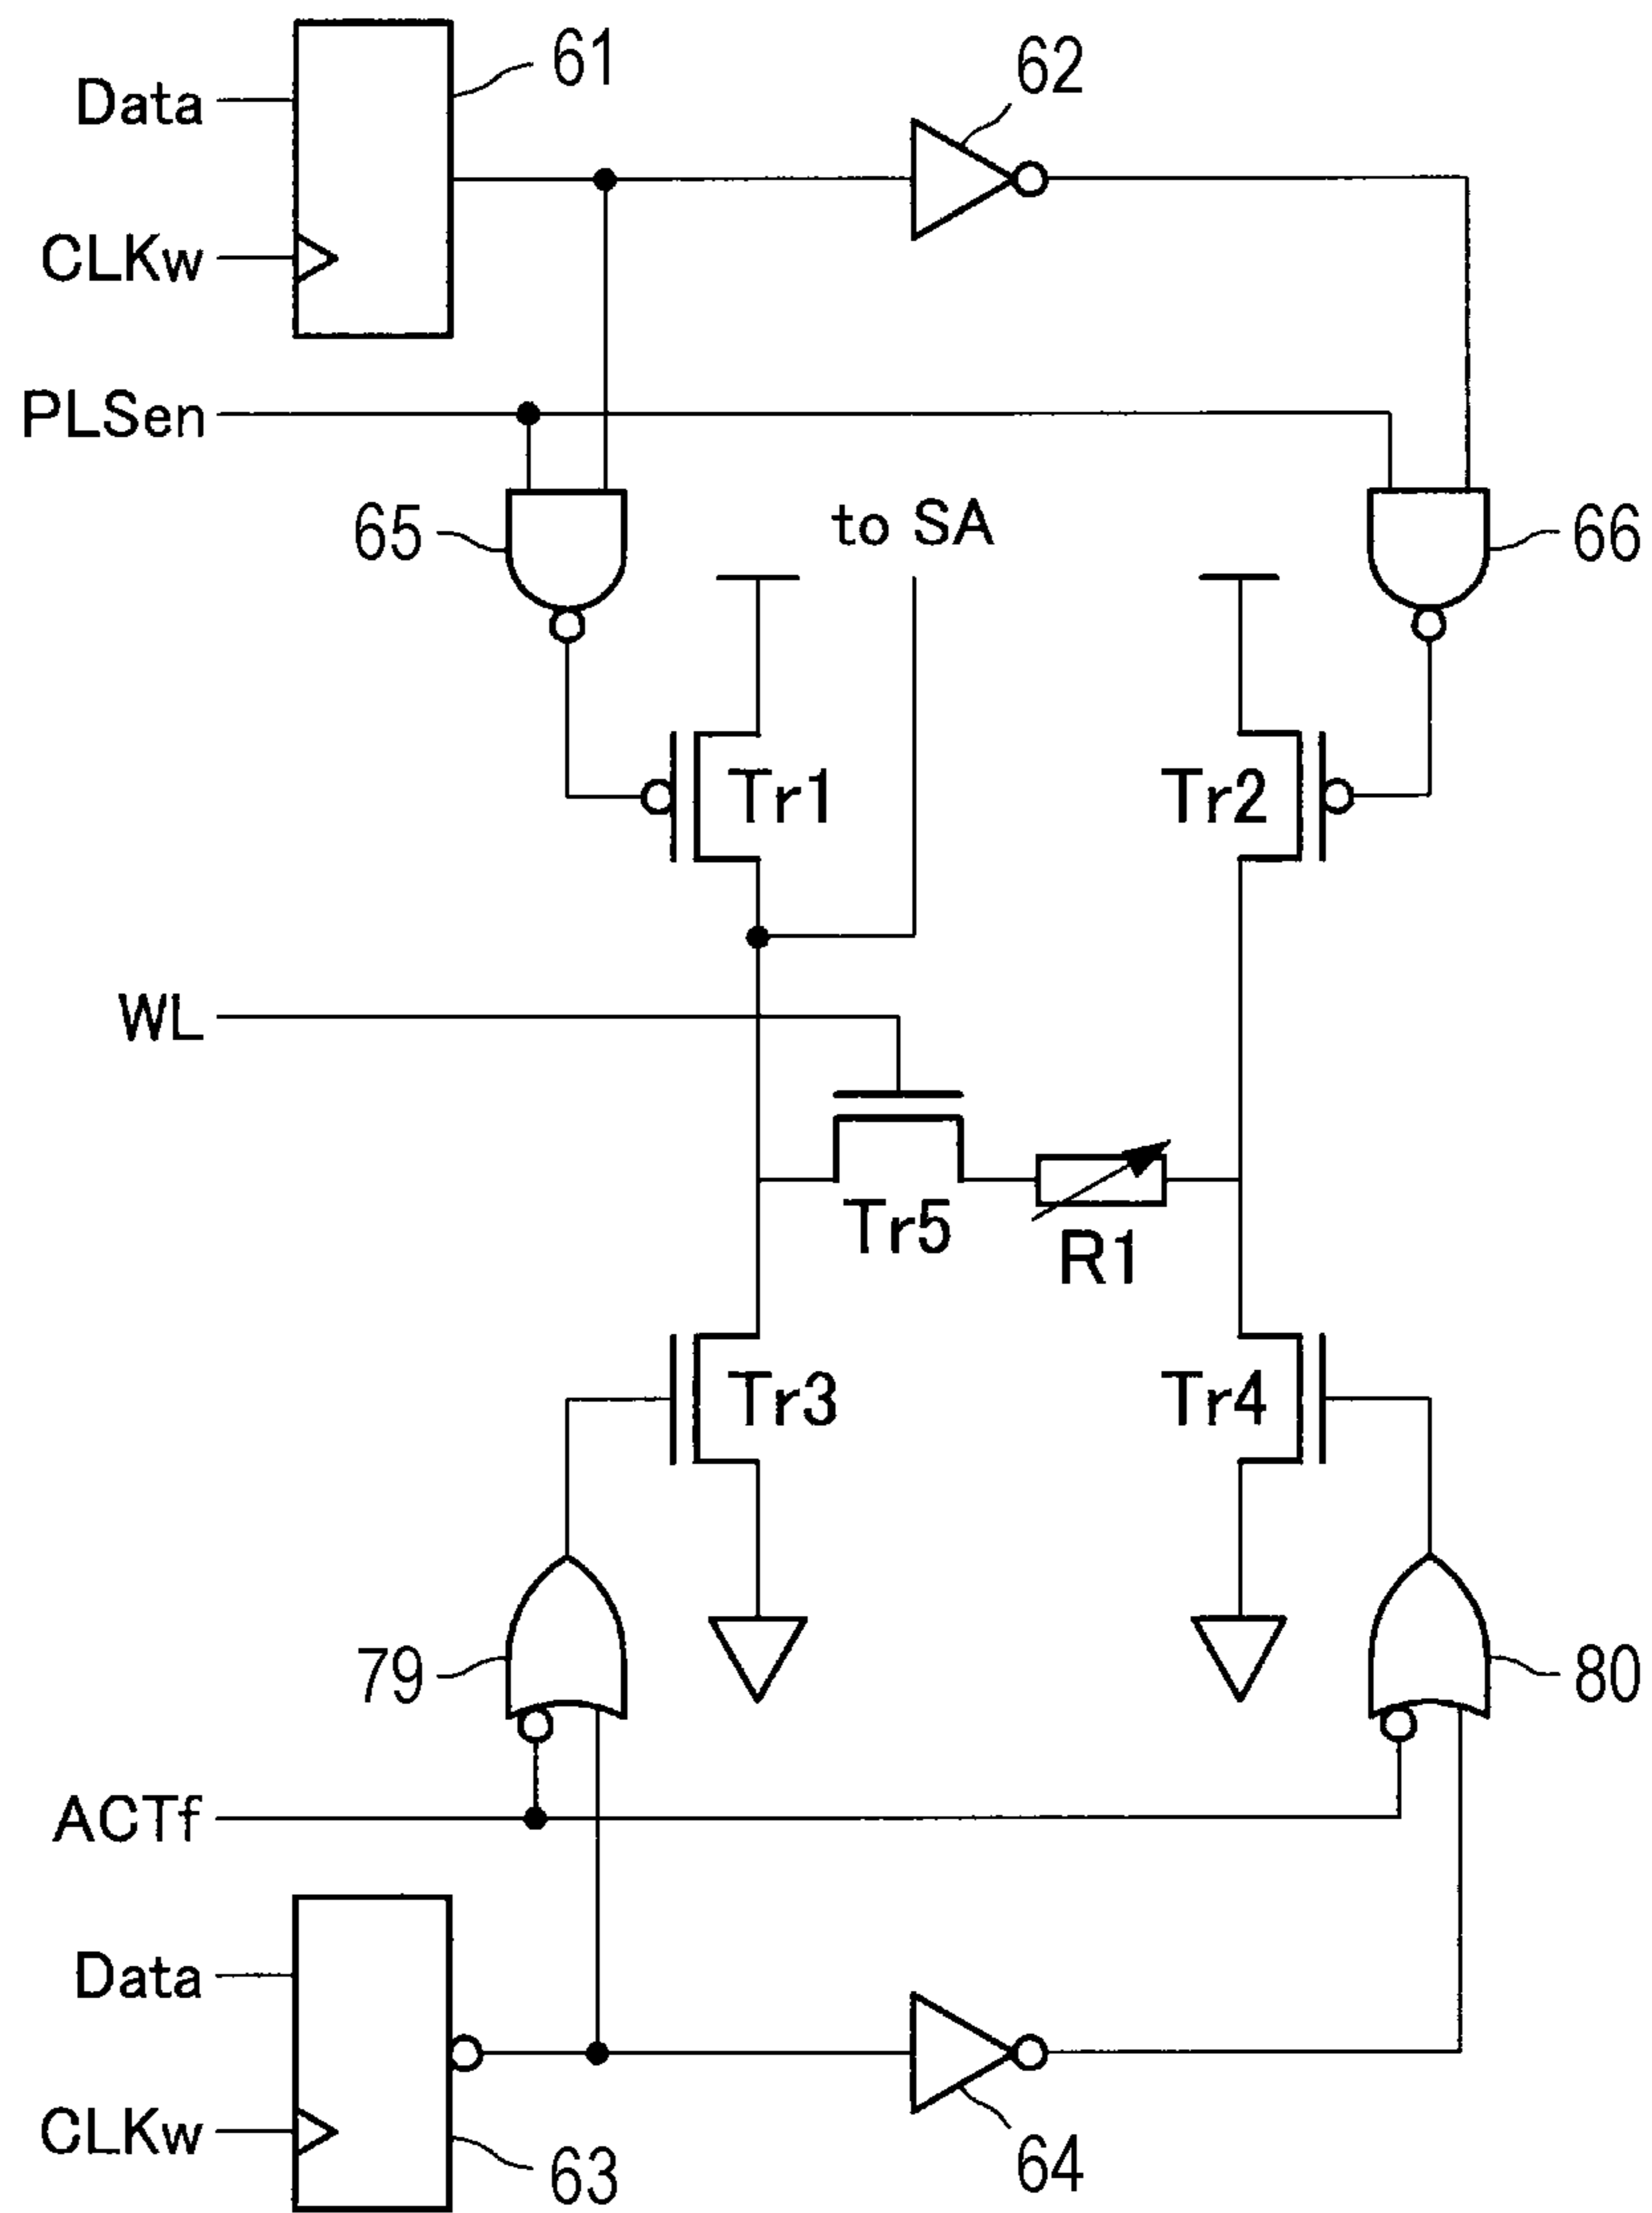 61
62
Data
CLKw
PLSen
65
to SA
66
Tr1
Tr2
WL
Tr5
R1
Tr3
Tr4
79
80
ACTf
Data
CLKw
63
64